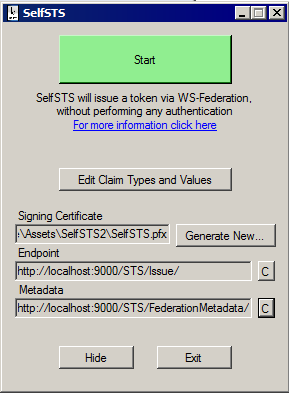 SelfSTS
Start
SelfSTS will issue a token via WS-Federation,
without performing any authentication
For more information click here
Edit Claim Types and Values
Signing Certificate
:\Assets\SelfSTS2\SelfSTS.pfx
Generate New...
Endpoint
http://localhost:9000/STS/Issue/
C
Metadata
http://localhost:9000/STS/FederationMetadata/
C
Hide
Exit